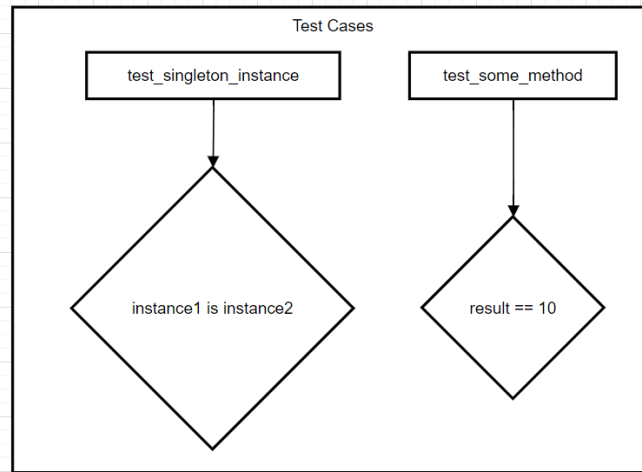 Test Cases
test_singleton_instance
test_some_method
instance1 is instance2
result == 10